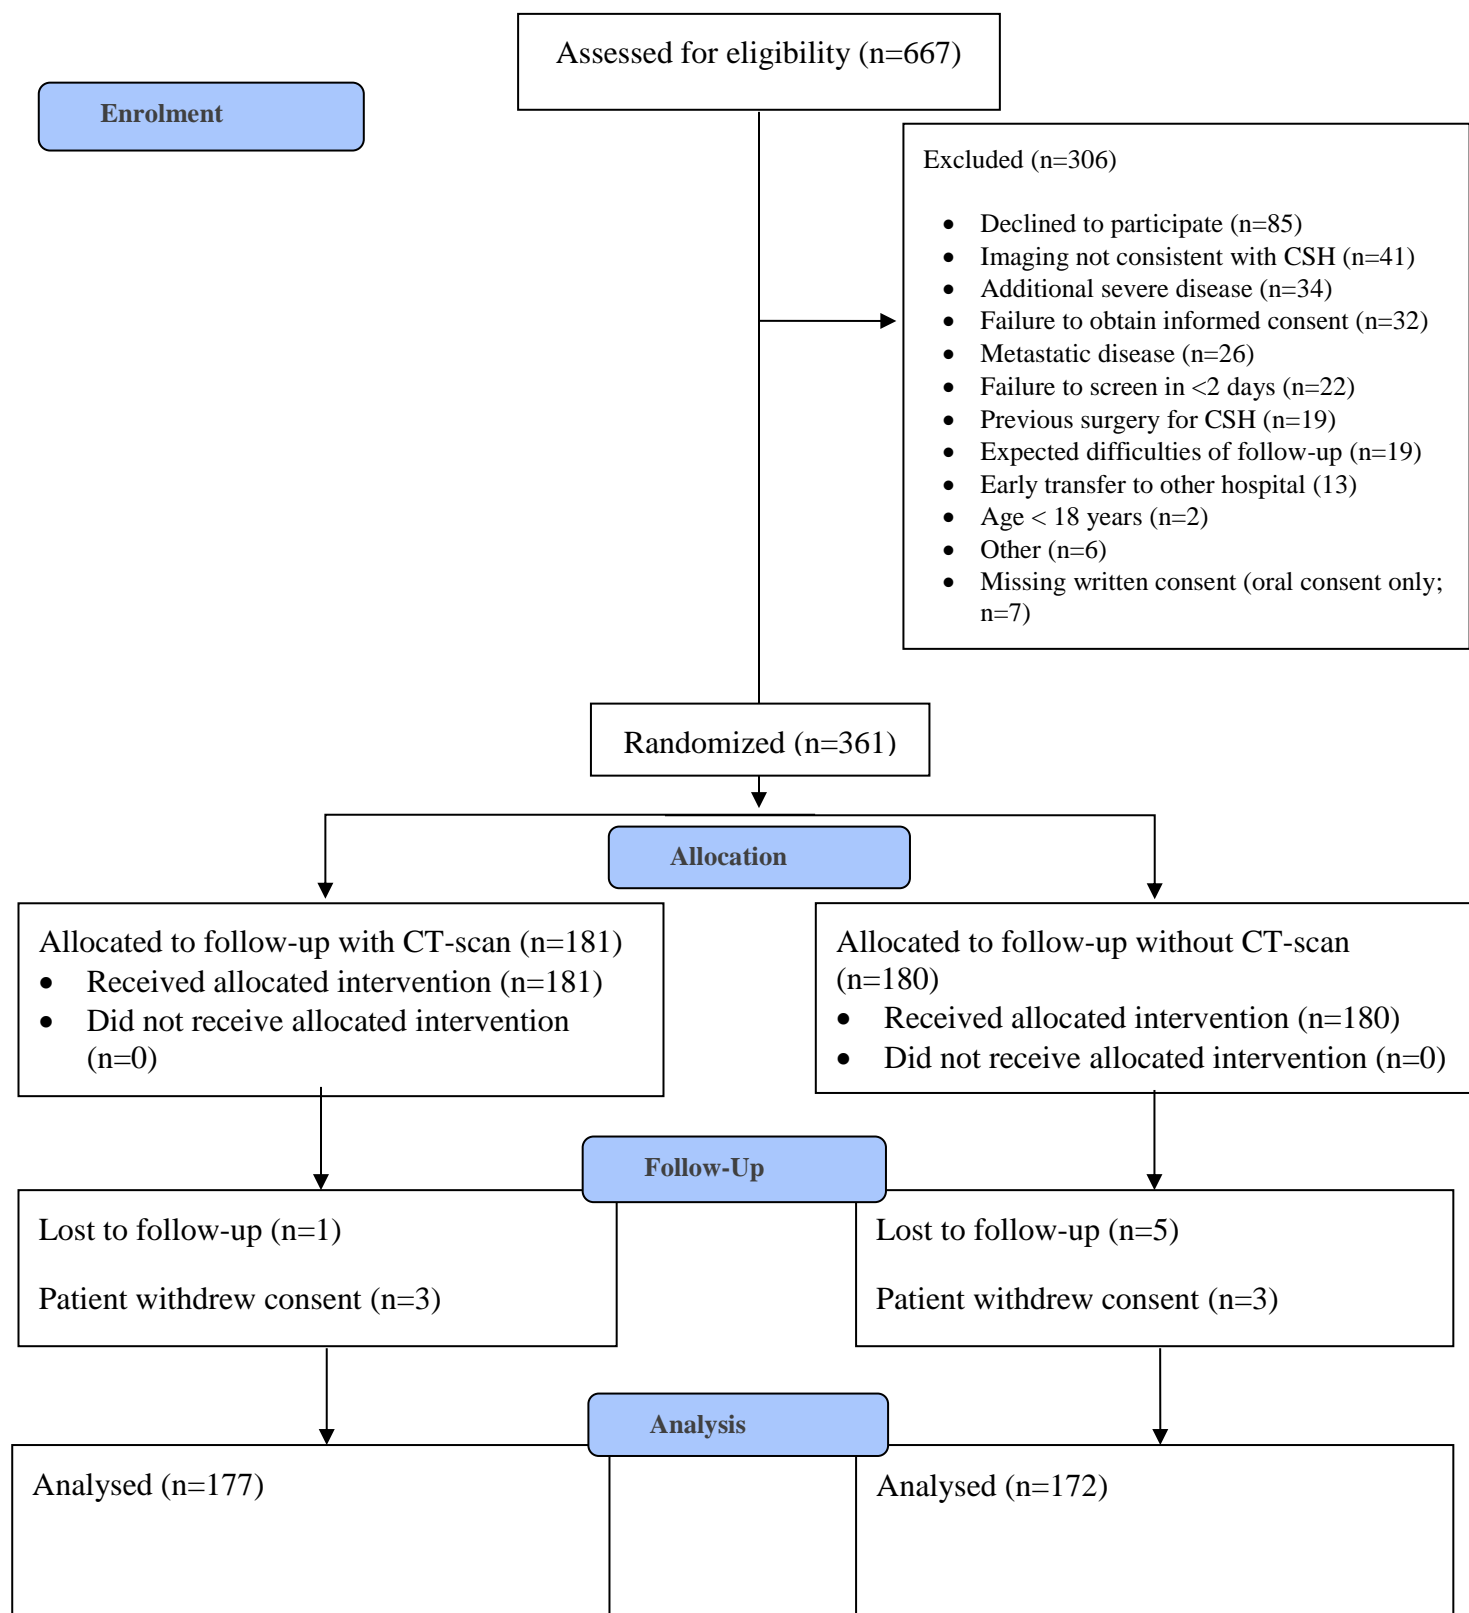 Assessed for eligibility (n=667)
Enrolment
Excluded (n=306)
• Declined to participate (n=85)
• Imaging not consistent with CSH (n=41)
• Additional severe disease (n=34)
• Failure to obtain informed consent (n=32)
• Metastatic disease (n=26)
• Failure to screen in <2 days (n=22)
• Previous surgery for CSH (n=19)
• Expected difficulties of follow-up (n=19)
• Early transfer to other hospital (13)
• Age < 18 years (n=2)
• Other (n=6)
• Missing written consent (oral consent only;
n=7)
Randomized (n=361)
Allocation
Allocated to follow-up with CT-scan (n=181)
• Received allocated intervention (n=181)
• Did not receive allocated intervention
(n=0)
Allocated to follow-up without CT-scan
(n=180)
• Received allocated intervention (n=180)
• Did not receive allocated intervention (n=0)
Follow-Up
Lost to follow-up (n=1)
Patient withdrew consent (n=3)
Lost to follow-up (n=5)
Patient withdrew consent (n=3)
Analysis
Analysed (n=177)
Analysed (n=172)